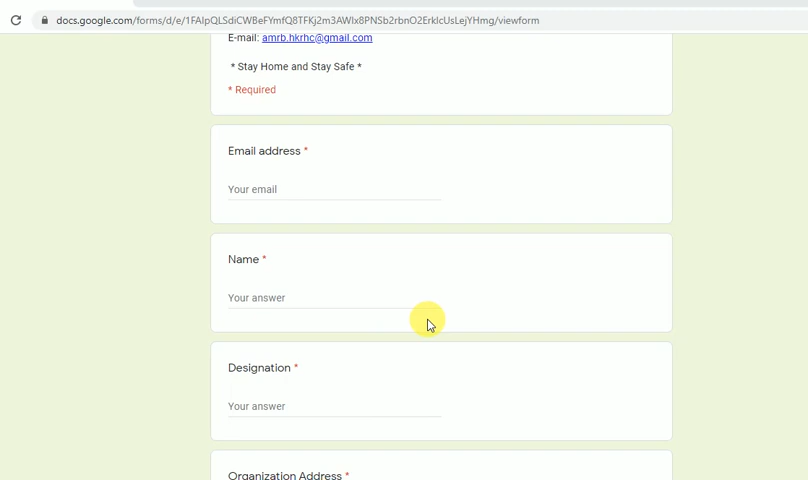 docs.google.com/forms/d/e/1FAIpQLSdiCWBeFYmfQ8TFKj2m3AWIx8PNSb2rbnO2ErkIcUsLejYHmg/viewform
E-mail: amrb.hkrhc@gmail.com
* Stay Home and Stay Safe *
* Required
Email address *
Your email
Name *
Your answer
Designation *
Your answer
Organization Address *